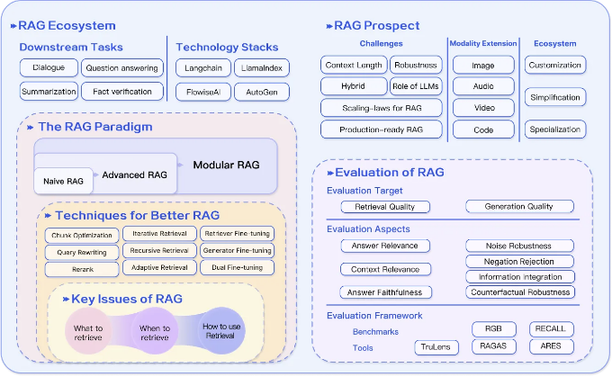 RAG Ecosystem
Downstream Tasks
Dialogue
Question answering
Summarization
Fact verification
Technology Stacks
Langchain
LlamaIndex
FlowiseAI
AutoGen
The RAG Paradigm
Naive RAG
Advanced RAG
Modular RAG
Techniques for Better RAG
Chunk Optimization
Iterative Retrieval
Retriever Fine-tuning
Query Rewriting
Recursive Retrieval
Generator Fine-tuning
Rerank
Adaptive Retrieval
Dual Fine-tuning
Key Issues of RAG
What to
retrieve
When to
retrieve
How to use
Retrieval
RAG Prospect
Challenges
Context Length
Robustness
Hybrid
Role of LLMs
Scaling-laws for RAG
Production-ready RAG
Modality Extension
Image
Audio
Video
Code
Ecosystem
Customization
Simplification
Specialization
Evaluation of RAG
Evaluation Target
Retrieval Quality
Generation Quality
Evaluation Aspects
Answer Relevance
Noise Robustness
Negation Rejection
Context Relevance
Information Integration
Answer Faithfulness
Counterfactual Robustness
Evaluation Framework
Benchmarks
RGB
RECALL
Tools
TruLens
RAGAS
ARES